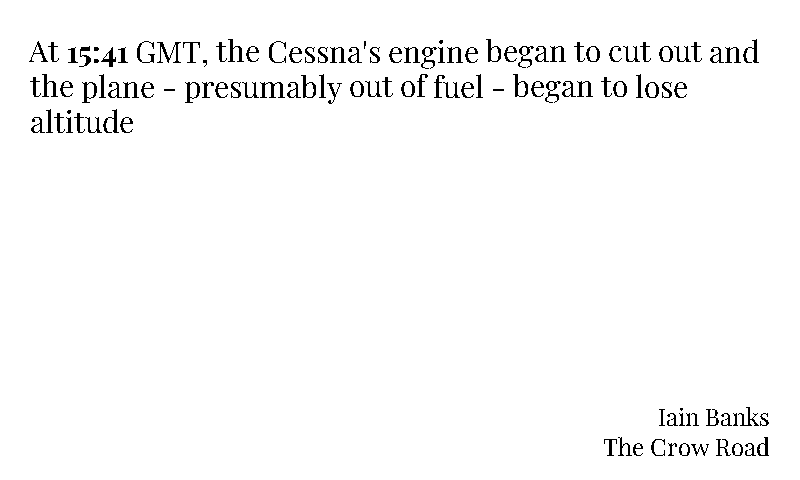 At 15:41 GMT, the Cessna's engine began to cut out and
the plane - presumably out of fuel - began to lose
altitude
Iain Banks
The Crow Road